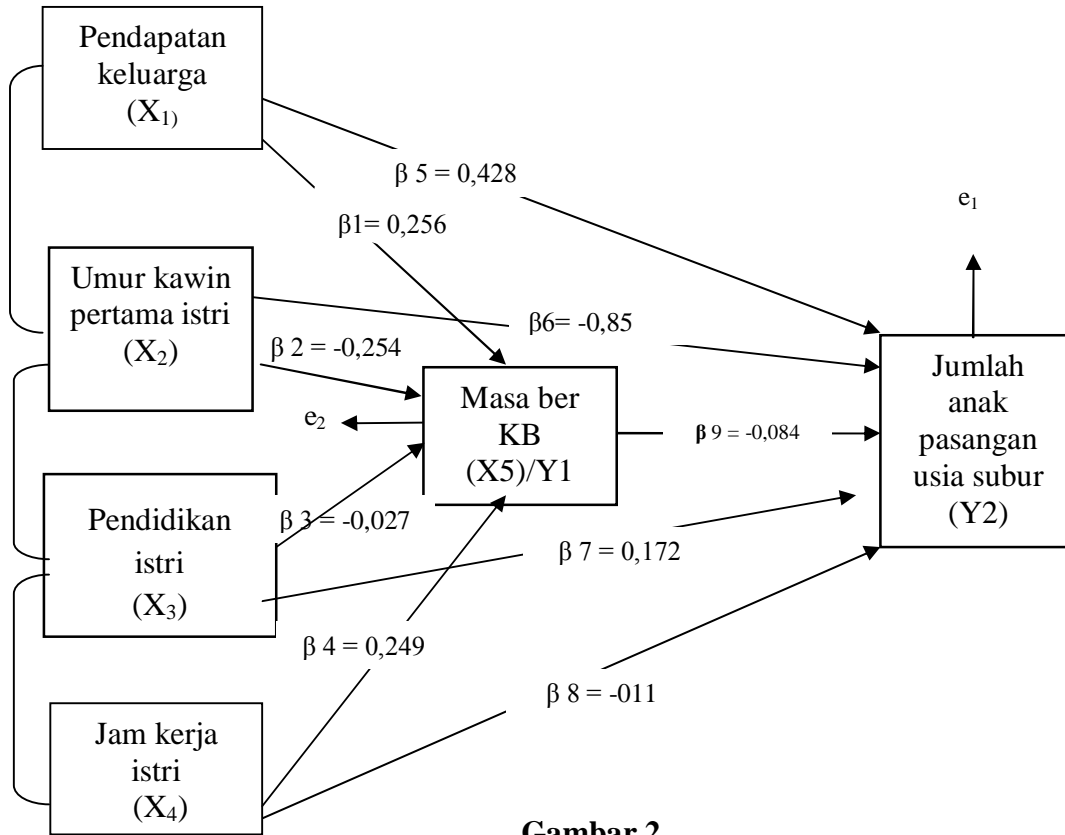 Pendapatan
keluarga
(X1)
β 5 = 0,428
e1
β1= 0,256
Umur kawin
pertama istri
(X2)
β6= -0,85
β 2 = -0,254
Jumlah
anak
pasangan
usia subur
(Y2)
Masa ber
KB
(X5)/Y1
e2
β 9 = -0,084
Pendidikan
istri
(X3)
β 3 = -0,027
β 7 = 0,172
β 4 = 0,249
β 8 = -011
Jam kerja
istri
(X4)
Gambar 2